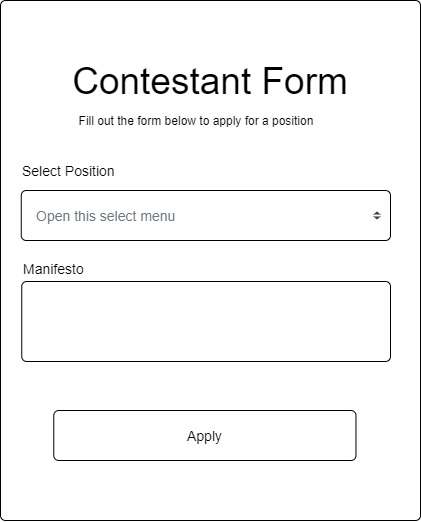 Contestant Form
Fill out the form below to apply for a position
Select Position
Open this select menu
Manifesto
Apply